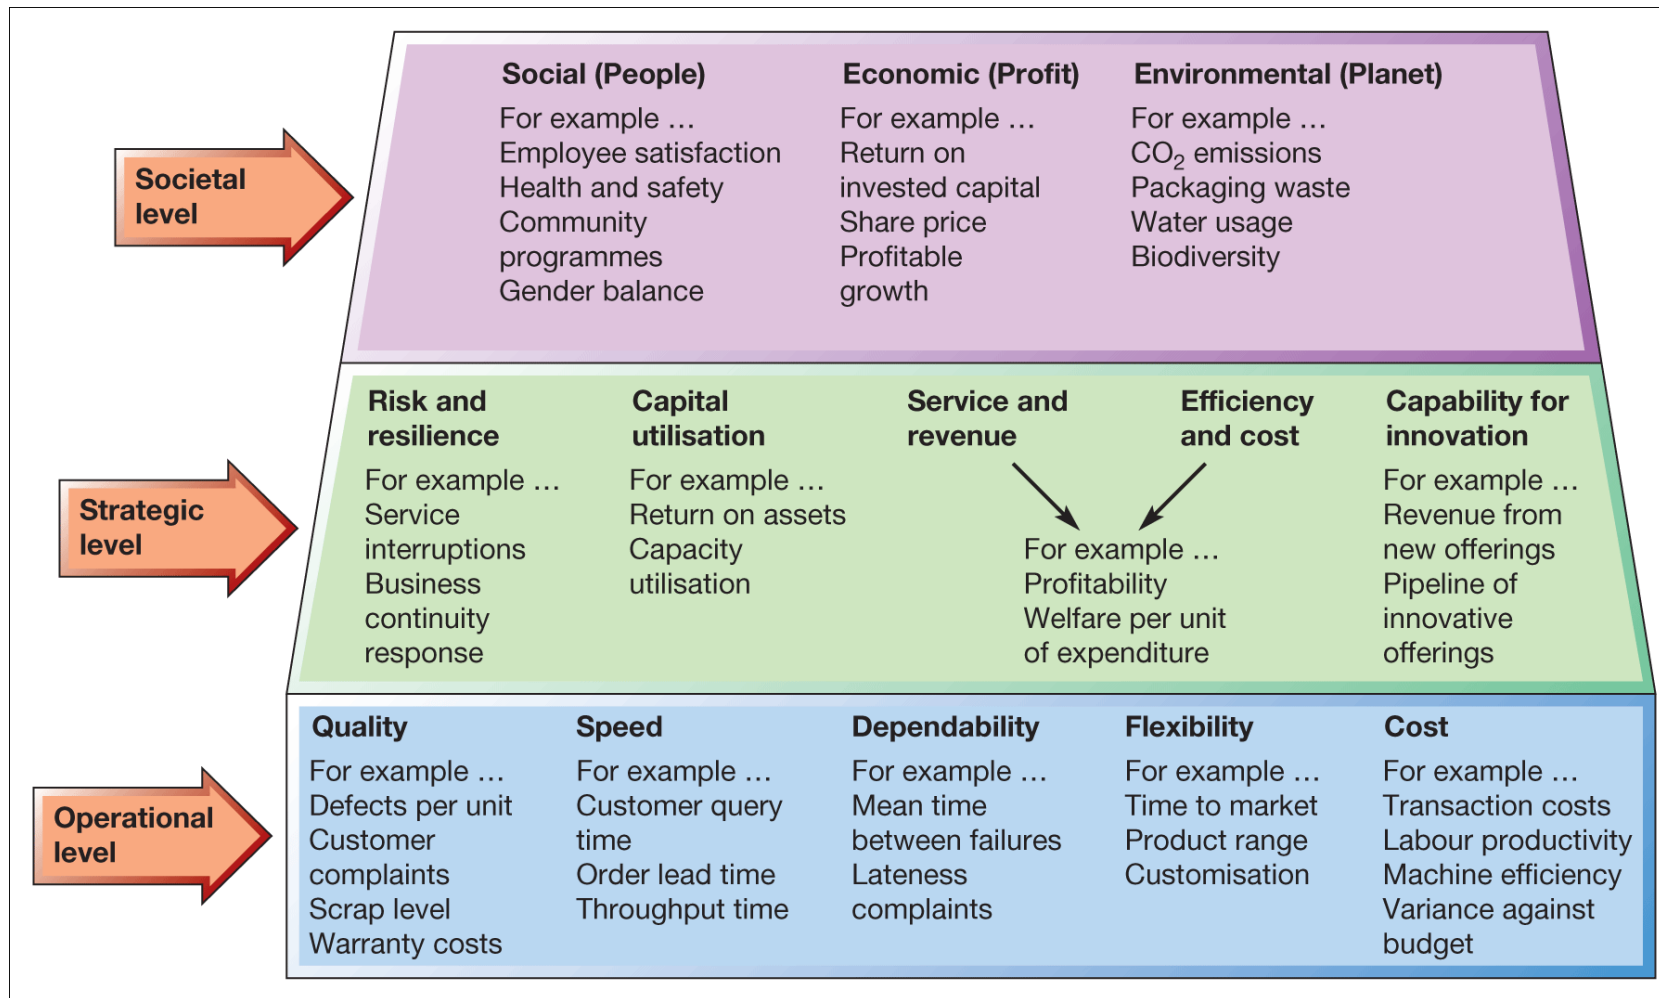 Societal
level
Social (People)
For example …
Employee satisfaction
Health and safety
Community
programmes
Gender balance
Economic (Profit)
For example …
Return on
invested capital
Share price
Profitable
growth
Environmental (Planet)
For example …
CO₂ emissions
Packaging waste
Water usage
Biodiversity
Strategic
level
Risk and
resilience
For example …
Service
interruptions
Business
continuity
response
Capital
utilisation
For example …
Return on assets
Capacity
utilisation
Service and
revenue
Efficiency
and cost
For example …
Profitability
Welfare per unit
of expenditure
Capability for
innovation
For example …
Revenue from
new offerings
Pipeline of
innovative
offerings
Operational
level
Quality
For example …
Defects per unit
Customer
complaints
Scrap level
Warranty costs
Speed
For example …
Customer query
time
Order lead time
Throughput time
Dependability
For example …
Mean time
between failures
Lateness
complaints
Flexibility
For example …
Time to market
Product range
Customisation
Cost
For example …
Transaction costs
Labour productivity
Machine efficiency
Variance against
budget